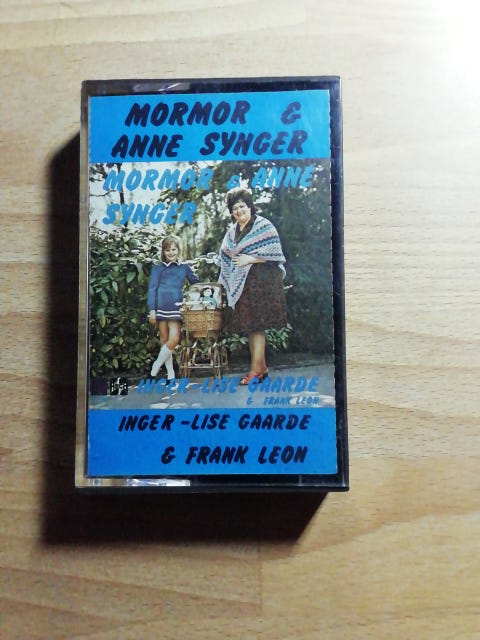 MORMOR &
ANNE SYNGER
MORMOR & ANNE
SYNGER
INGER-LISE GAARDE
& FRANK LEON
INGER-LISE GAARDE
& FRANK LEON